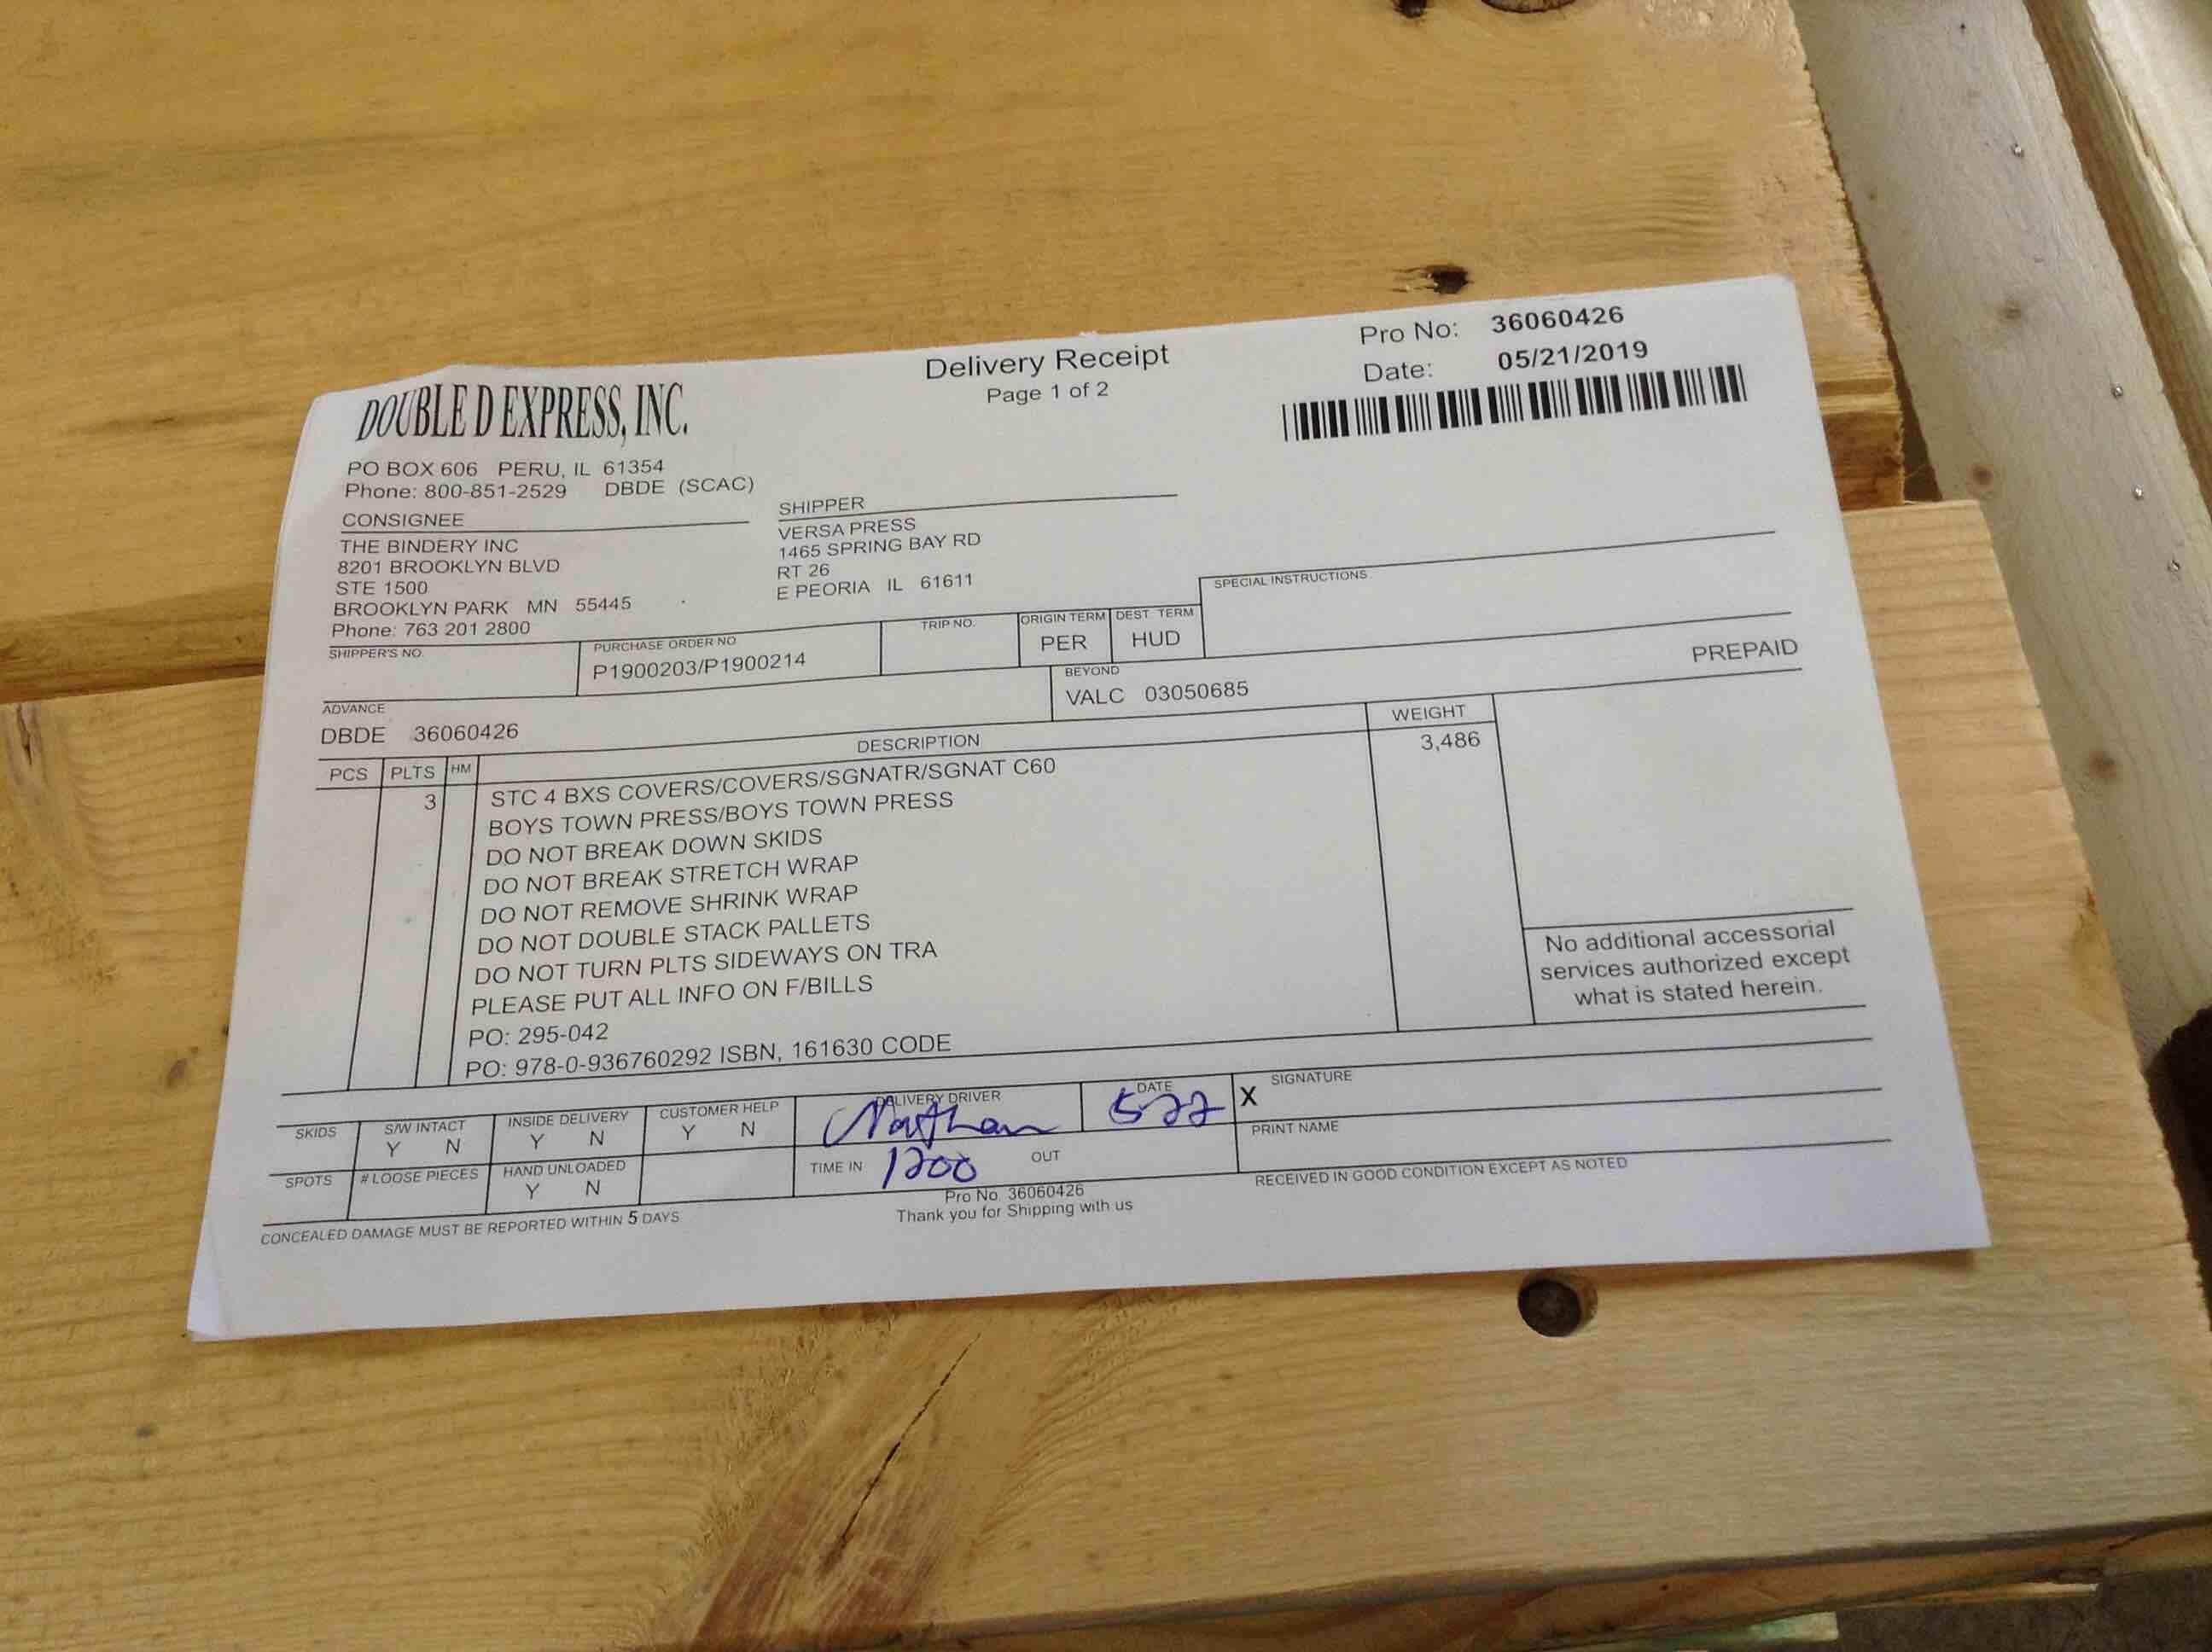 Delivery Receipt
Page 1 of 2
Pro No: 36060426
Date: 05/21/2019
DOUBLE D EXPRESS, INC.
PO BOX 606 PERU, IL 61354
Phone: 800-851-2529 DBDE (SCAC)
CONSIGNEE
THE BINDERY INC
8201 BROOKLYN BLVD
STE 1500
BROOKLYN PARK MN 55445
Phone: 763 201 2800
SHIPPER
VERSA PRESS
1465 SPRING BAY RD
RT 26
E PEORIA IL 61611
SHIPPER'S NO.
PURCHASE ORDER NO
P1900203/P1900214
TRIP NO.
ORIGIN TERM
PER
DEST TERM
HUD
SPECIAL INSTRUCTIONS
ADVANCE
DBDE 36060426
BEYOND
VALC 03050685
PREPAID
PCS PLTS HM DESCRIPTION WEIGHT
3 STC 4 BXS COVERS/COVERS/SGNATR/SGNAT C60 3,486
BOYS TOWN PRESS/BOYS TOWN PRESS
DO NOT BREAK DOWN SKIDS
DO NOT BREAK STRETCH WRAP
DO NOT REMOVE SHRINK WRAP
DO NOT DOUBLE STACK PALLETS
DO NOT TURN PLTS SIDEWAYS ON TRA
PLEASE PUT ALL INFO ON F/BILLS
PO: 295-042
PO: 978-0-936760292 ISBN, 161630 CODE
No additional accessorial
services authorized except
what is stated herein.
SKIDS
S/W INTACT
Y N
INSIDE DELIVERY
Y N
CUSTOMER HELP
Y N
DELIVERY DRIVER
Nathan
DATE
5-22
X SIGNATURE
PRINT NAME
SPOTS
# LOOSE PIECES
HAND UNLOADED
Y N
TIME IN 1200 OUT
RECEIVED IN GOOD CONDITION EXCEPT AS NOTED
CONCEALED DAMAGE MUST BE REPORTED WITHIN 5 DAYS
Pro No. 36060426
Thank you for Shipping with us